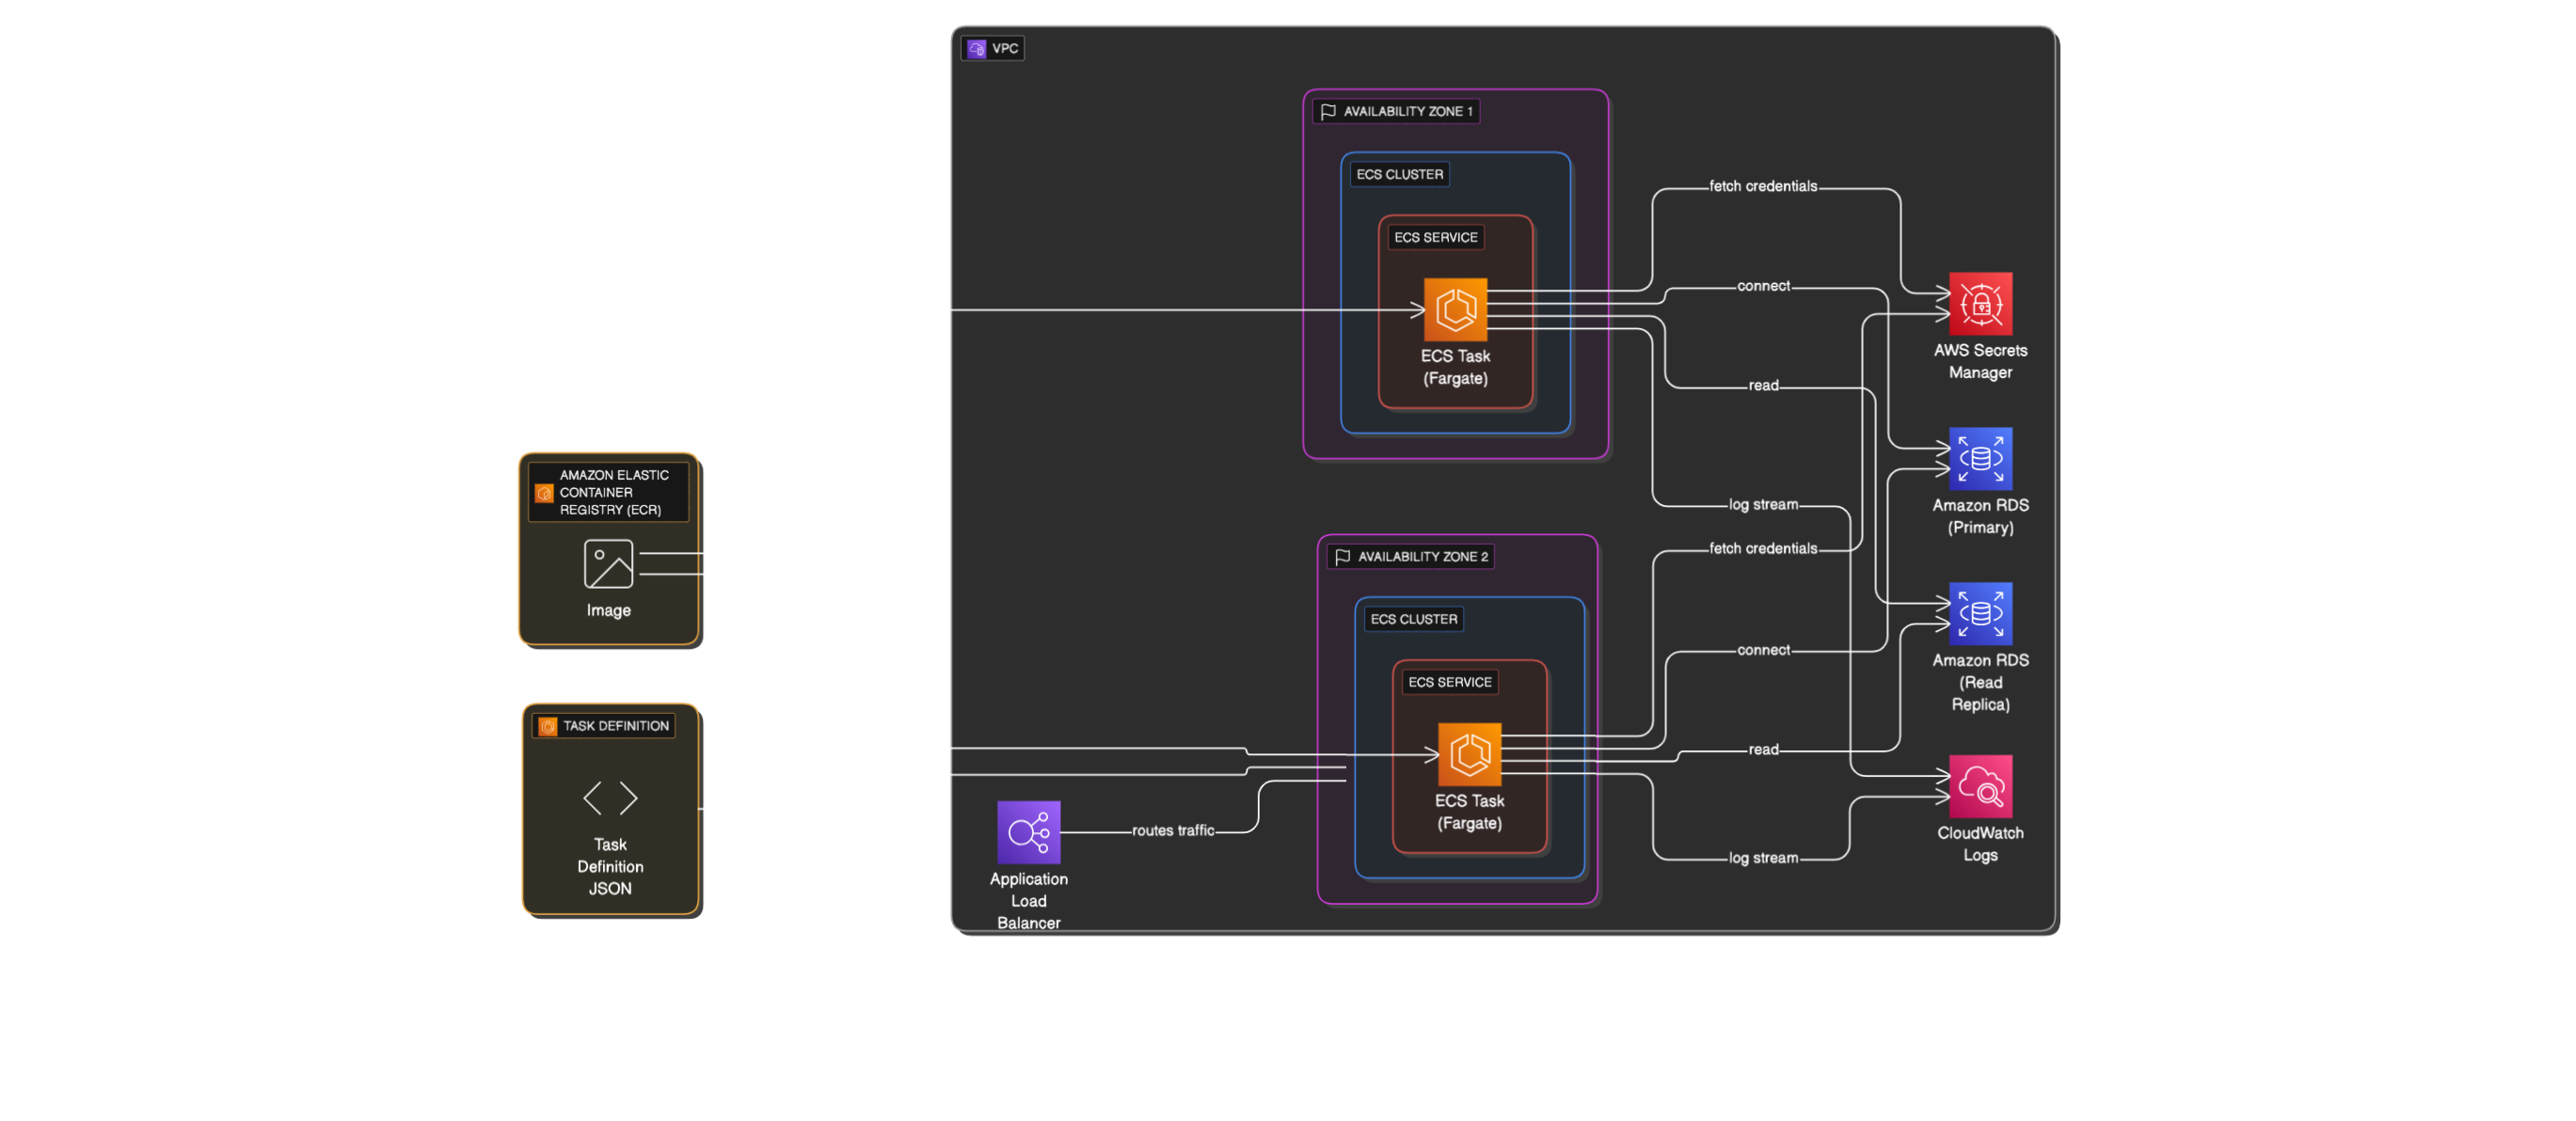 VPC
AVAILABILITY ZONE 1
ECS CLUSTER
ECS SERVICE
ECS Task
(Fargate)
fetch credentials
connect
read
log stream
AWS Secrets
Manager
Amazon RDS
(Primary)
Amazon RDS
(Read
Replica)
CloudWatch
Logs
AMAZON ELASTIC
CONTAINER
REGISTRY (ECR)
Image
TASK DEFINITION
Task
Definition
JSON
AVAILABILITY ZONE 2
ECS CLUSTER
ECS SERVICE
ECS Task
(Fargate)
fetch credentials
connect
read
log stream
routes traffic
Application
Load
Balancer